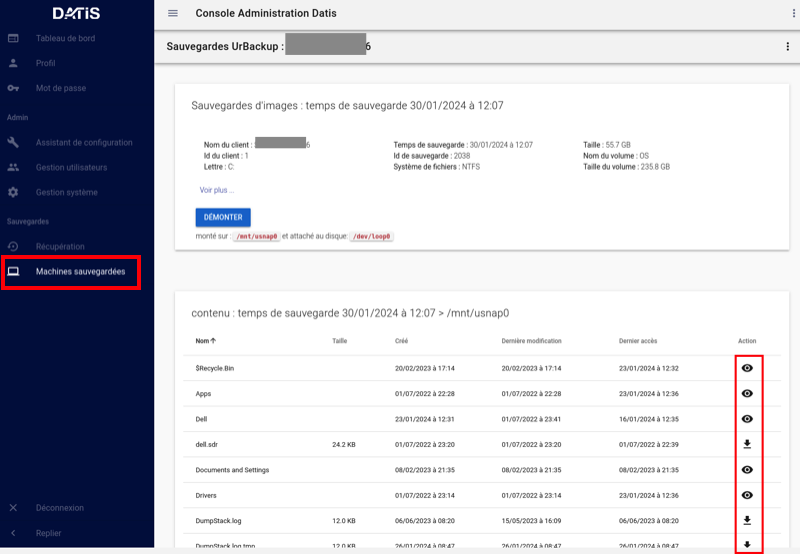 DATIS
Console Administration Datis
Tableau de bord
Profil
Mot de passe
Admin
Assistant de configuration
Gestion utilisateurs
Gestion système
Sauvegardes
Récupération
Machines sauvegardées
Déconnexion
Replier
Sauvegardes UrBackup : 6
Sauvegardes d'images : temps de sauvegarde 30/01/2024 à 12:07
Nom du client : 6 Temps de sauvegarde : 30/01/2024 à 12:07 Taille : 55.7 GB
Id du client : 1 Id de sauvegarde : 2038 Nom du volume : OS
Lettre : C: Système de fichiers : NTFS Taille du volume : 235.8 GB
Voir plus ...
DÉMONTER
monté sur : /mnt/usnap0 et attaché au disque: /dev/loop0
contenu : temps de sauvegarde 30/01/2024 à 12:07 > /mnt/usnap0
Nom Taille Créé Dernière modification Dernier accès Action
$Recycle.Bin 20/02/2023 à 17:14 20/02/2023 à 17:14 23/01/2024 à 12:32
Apps 01/07/2022 à 22:28 01/07/2022 à 22:28 23/01/2024 à 12:36
Dell 23/01/2024 à 12:31 01/07/2022 à 23:41 16/01/2024 à 12:35
dell.sdr 24.2 KB 01/07/2022 à 23:20 01/07/2022 à 23:20 01/07/2022 à 22:39
Documents and Settings 08/02/2023 à 21:35 08/02/2023 à 21:35 08/02/2023 à 21:35
Drivers 01/07/2022 à 23:14 01/07/2022 à 23:14 23/01/2024 à 12:36
DumpStack.log 12.0 KB 06/06/2023 à 08:20 15/05/2023 à 16:09 06/06/2023 à 08:20
DumpStack.log.tmp 12.0 KB 26/01/2024 à 08:47 26/01/2024 à 08:47 26/01/2024 à 08:47